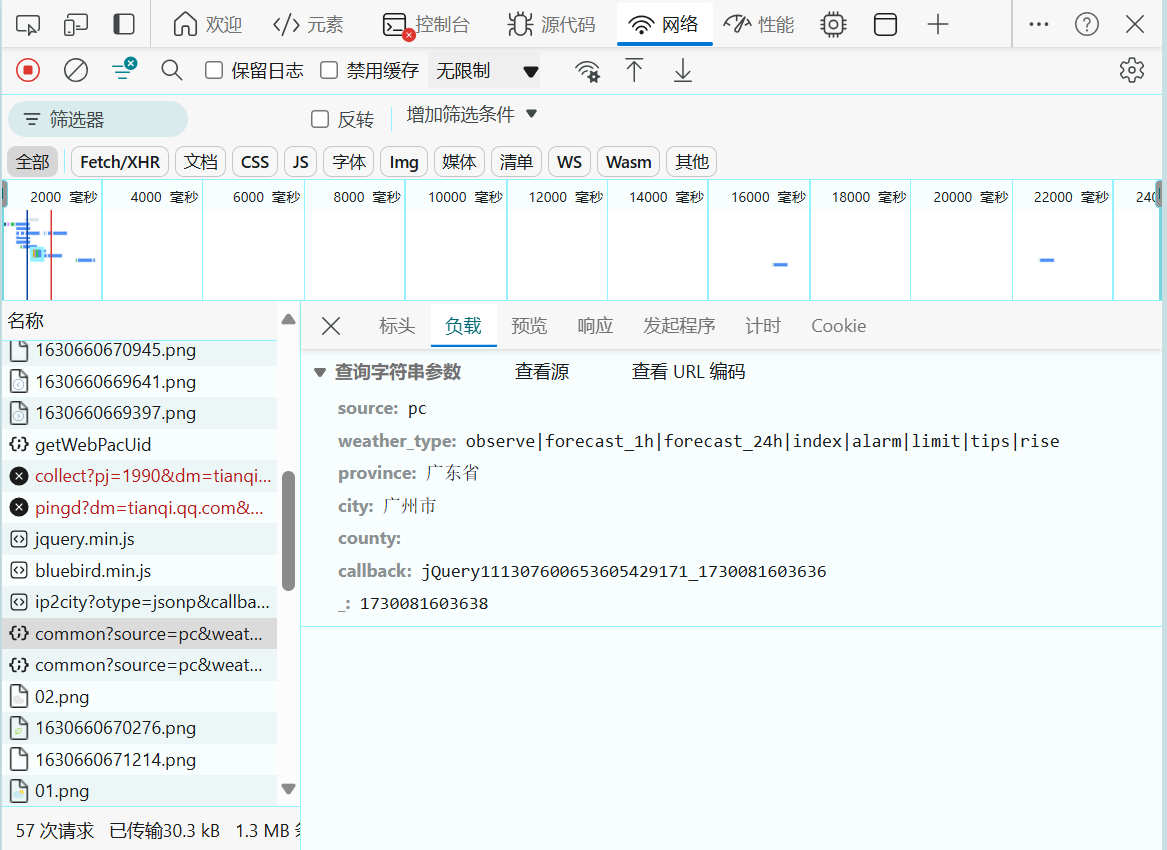 欢迎 元素 控制台 源代码 网络 性能
保留日志 禁用缓存 无限制
筛选器 反转 增加筛选条件
全部 Fetch/XHR 文档 CSS JS 字体 Img 媒体 清单 WS Wasm 其他
2000 毫秒 4000 毫秒 6000 毫秒 8000 毫秒 10000 毫秒 12000 毫秒 14000 毫秒 16000 毫秒 18000 毫秒 20000 毫秒 22000 毫秒 240
名称
1630660670945.png
1630660669641.png
1630660669397.png
getWebPacUid
collect?pj=1990&dm=tianqi...
pingd?dm=tianqi.qq.com&...
jquery.min.js
bluebird.min.js
ip2city?otype=jsonp&callba...
common?source=pc&weat...
common?source=pc&weat...
02.png
1630660670276.png
1630660671214.png
01.png
57 次请求 已传输30.3 kB 1.3 MB
标头 负载 预览 响应 发起程序 计时 Cookie
查询字符串参数 查看源 查看 URL 编码
source: pc
weather_type: observe|forecast_1h|forecast_24h|index|alarm|limit|tips|rise
province: 广东省
city: 广州市
county:
callback: jQuery111307600653605429171_1730081603636
_: 1730081603638